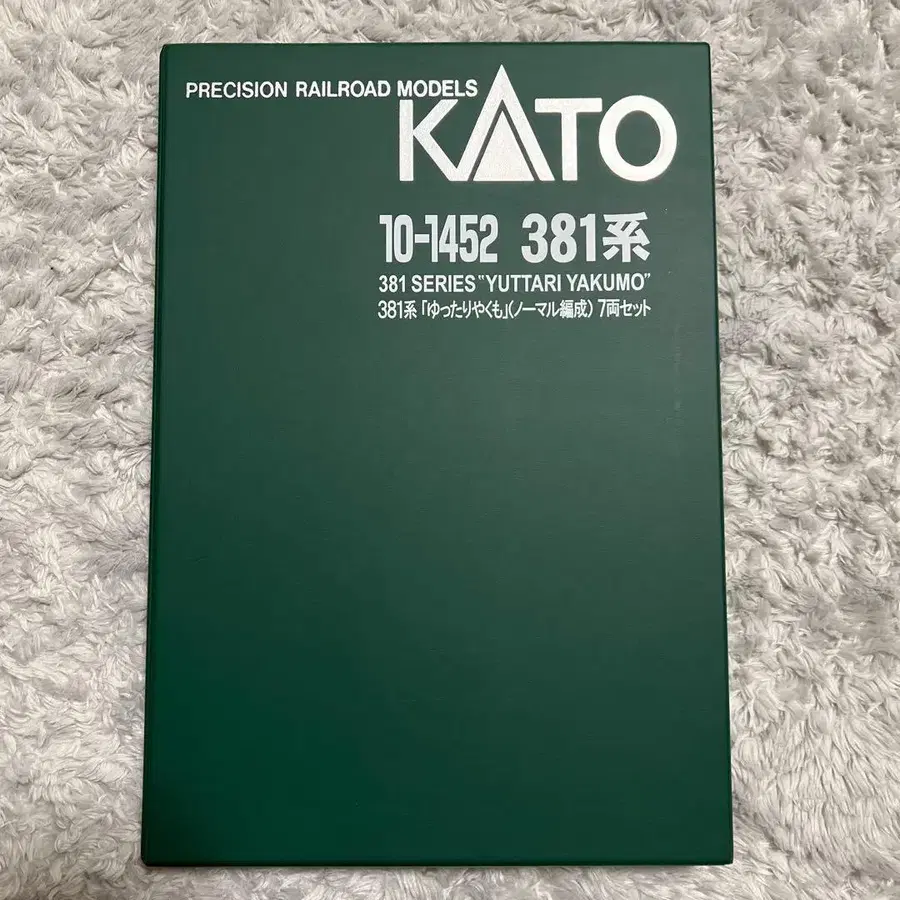 PRECISION RAILROAD MODELS
KATO
10-1452 381系
381 SERIES "YUTTARI YAKUMO"
381系「ゆったりやくも」(ノーマル編成) 7両セット